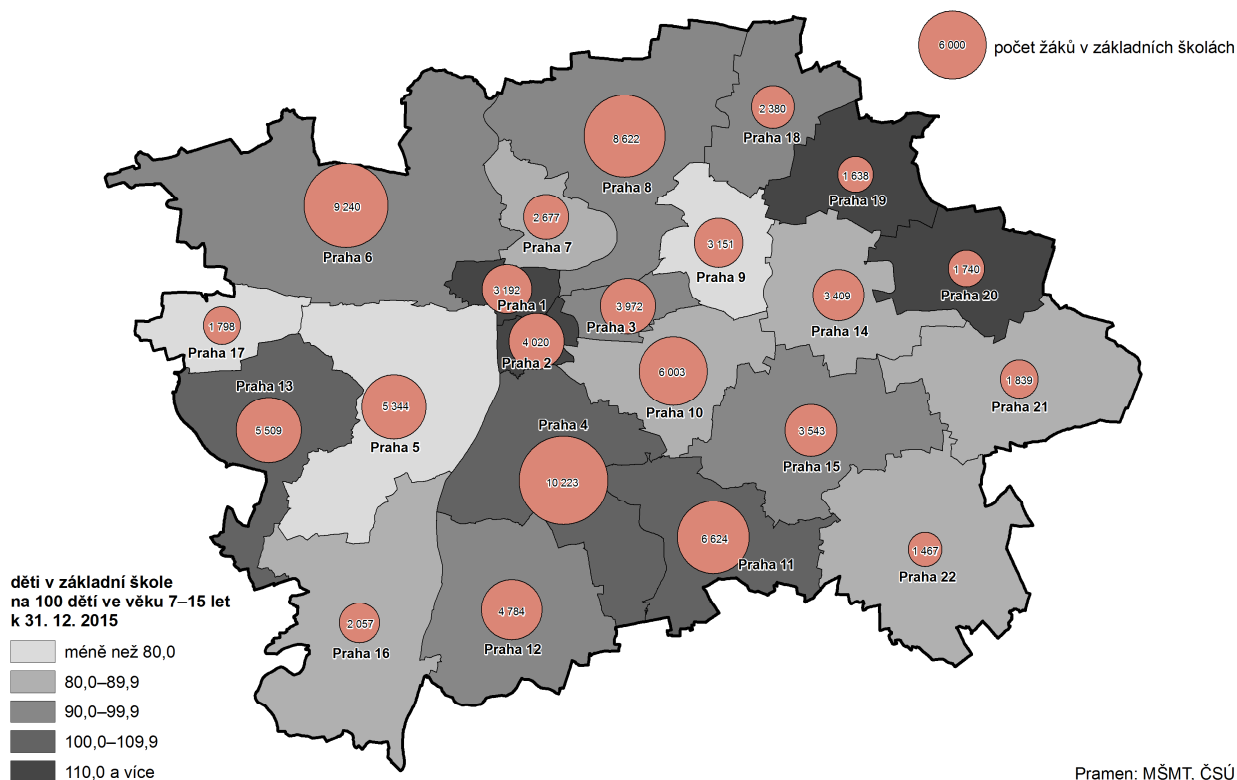 6 000
počet žáků v základních školách
2 380
Praha 18
8 622
Praha 8
1 638
Praha 19
9 240
Praha 6
2 677
Praha 7
3 151
Praha 9
1 740
Praha 20
3 192
Praha 1
3 972
Praha 3
3 409
Praha 14
1 798
Praha 17
4 020
Praha 2
6 003
Praha 10
1 839
Praha 21
Praha 13
5 509
5 344
Praha 5
Praha 4
10 223
3 543
Praha 15
6 624
Praha 11
1 467
Praha 22
4 784
Praha 12
2 057
Praha 16
děti v základní škole
na 100 dětí ve věku 7–15 let
k 31. 12. 2015
méně než 80,0
80,0–89,9
90,0–99,9
100,0–109,9
110,0 a více
Pramen: MŠMT. ČSÚ